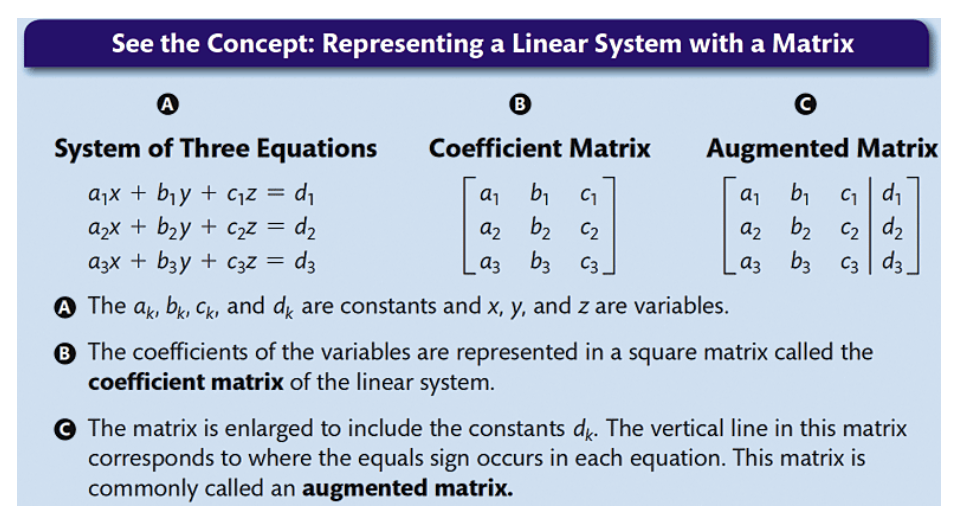 See the Concept: Representing a Linear System with a Matrix
A B C
System of Three Equations Coefficient Matrix Augmented Matrix
a₁x + b₁y + c₁z = d₁ [a₁ b₁ c₁] [a₁ b₁ c₁ | d₁]
a₂x + b₂y + c₂z = d₂ [a₂ b₂ c₂] [a₂ b₂ c₂ | d₂]
a₃x + b₃y + c₃z = d₃ [a₃ b₃ c₃] [a₃ b₃ c₃ | d₃]
A The aₖ, bₖ, cₖ, and dₖ are constants and x, y, and z are variables.
B The coefficients of the variables are represented in a square matrix called the
coefficient matrix of the linear system.
C The matrix is enlarged to include the constants dₖ. The vertical line in this matrix
corresponds to where the equals sign occurs in each equation. This matrix is
commonly called an augmented matrix.